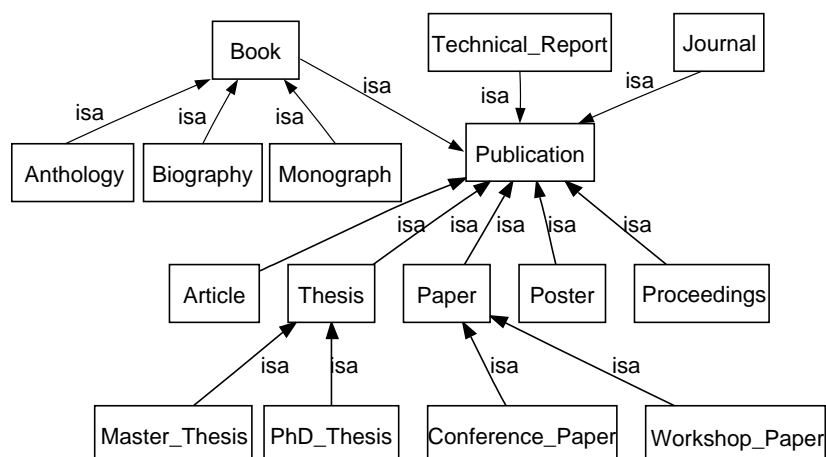 Book
Technical_Report
Journal
isa
isa
isa
isa
isa
isa
Publication
Anthology
Biography
Monograph
isa
isa
isa
isa
isa
Article
Thesis
Paper
Poster
Proceedings
isa
isa
isa
isa
Master_Thesis
PhD_Thesis
Conference_Paper
Workshop_Paper